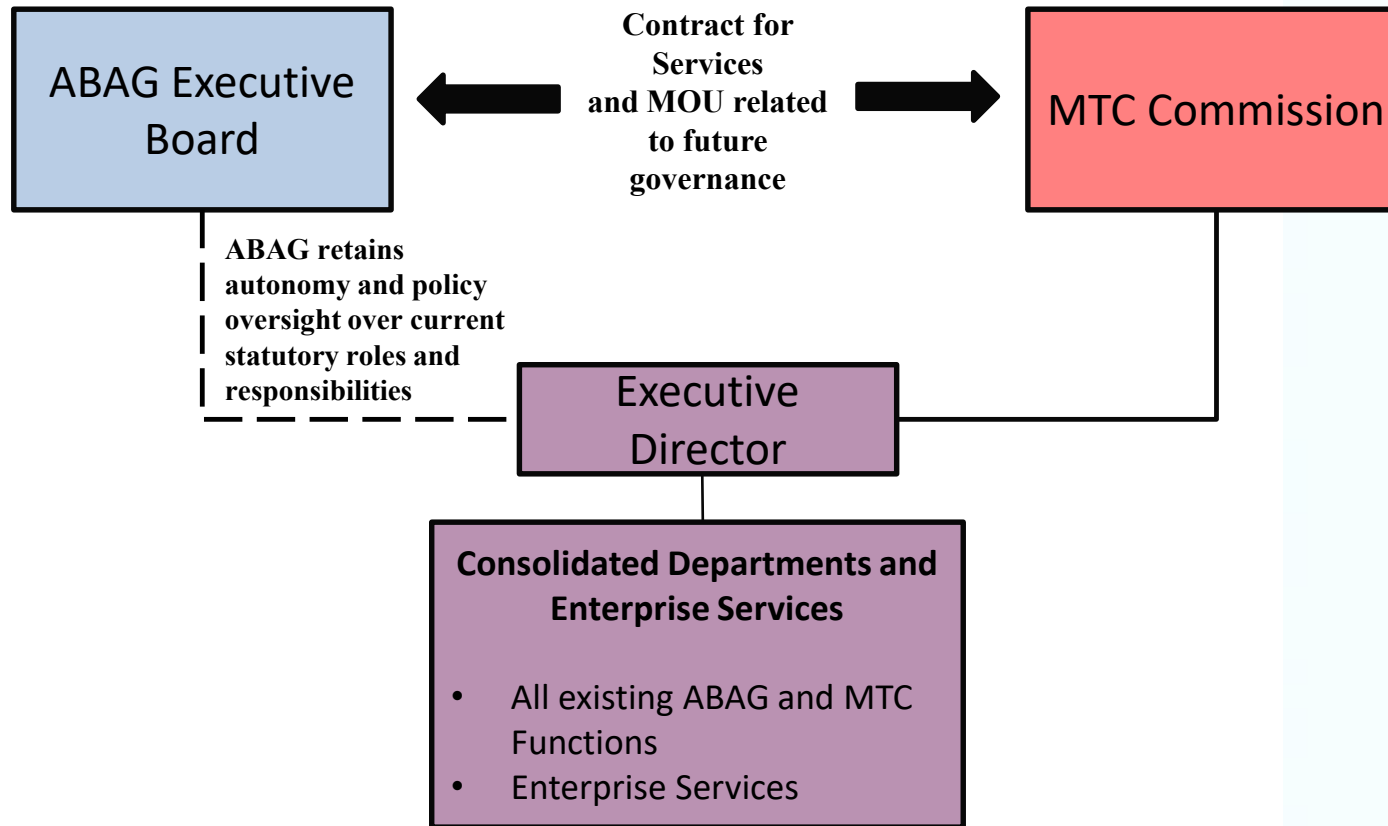 ABAG Executive
Board
Contract for
Services
and MOU related
to future
governance
MTC Commission
ABAG retains
autonomy and policy
oversight over current
statutory roles and
responsibilities
Executive
Director
Consolidated Departments and
Enterprise Services
• All existing ABAG and MTC
Functions
• Enterprise Services